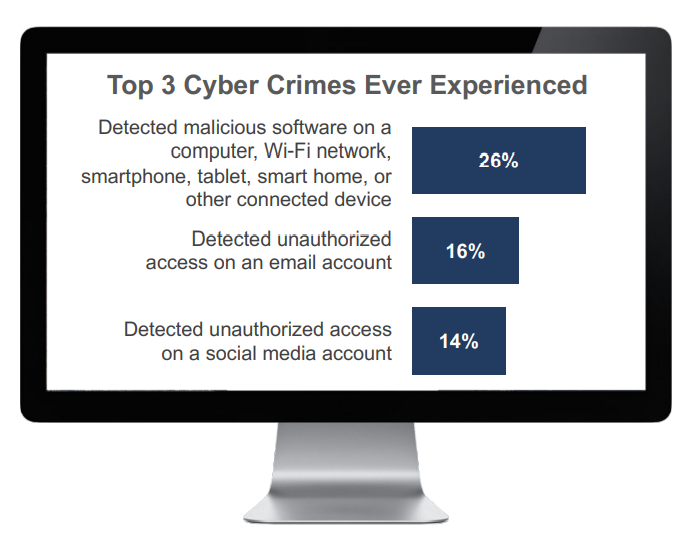 Top 3 Cyber Crimes Ever Experienced
Detected malicious software on a
computer, Wi-Fi network,
smartphone, tablet, smart home, or
other connected device
26%
Detected unauthorized
access on an email account
16%
Detected unauthorized access
on a social media account
14%